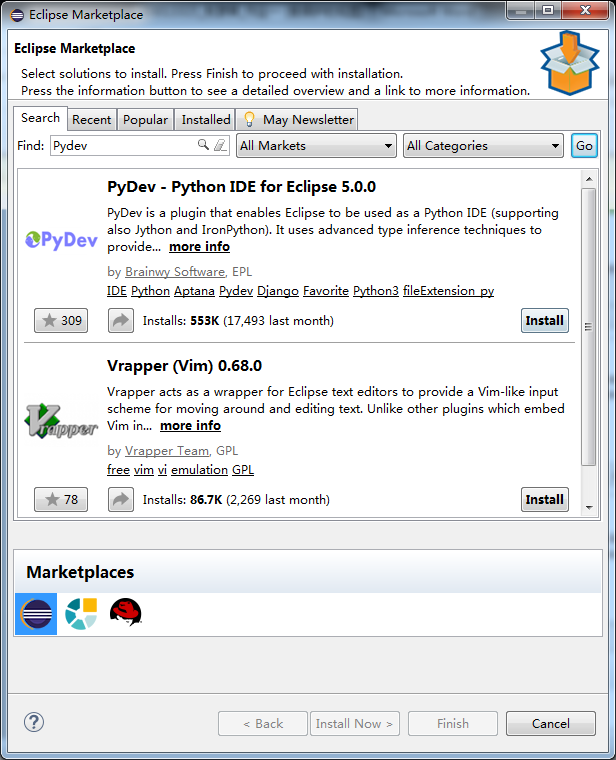 Eclipse Marketplace
Eclipse Marketplace
Select solutions to install. Press Finish to proceed with installation.
Press the information button to see a detailed overview and a link to more information.
Search Recent Popular Installed May Newsletter
Find: Pydev All Markets All Categories Go
PyDev - Python IDE for Eclipse 5.0.0
PyDev is a plugin that enables Eclipse to be used as a Python IDE (supporting
also Jython and IronPython). It uses advanced type inference techniques to
provide... more info
PyDev
by Brainwy Software, EPL
IDE Python Aptana Pydev Django Favorite Python3 fileExtension_py
309 Installs: 553K (17,493 last month) Install
Vrapper (Vim) 0.68.0
Vrapper acts as a wrapper for Eclipse text editors to provide a Vim-like input
scheme for moving around and editing text. Unlike other plugins which embed
Vim in... more info
Vrapper
by Vrapper Team, GPL
free vim vi emulation GPL
78 Installs: 86.7K (2,269 last month) Install
Marketplaces
? < Back Install Now > Finish Cancel